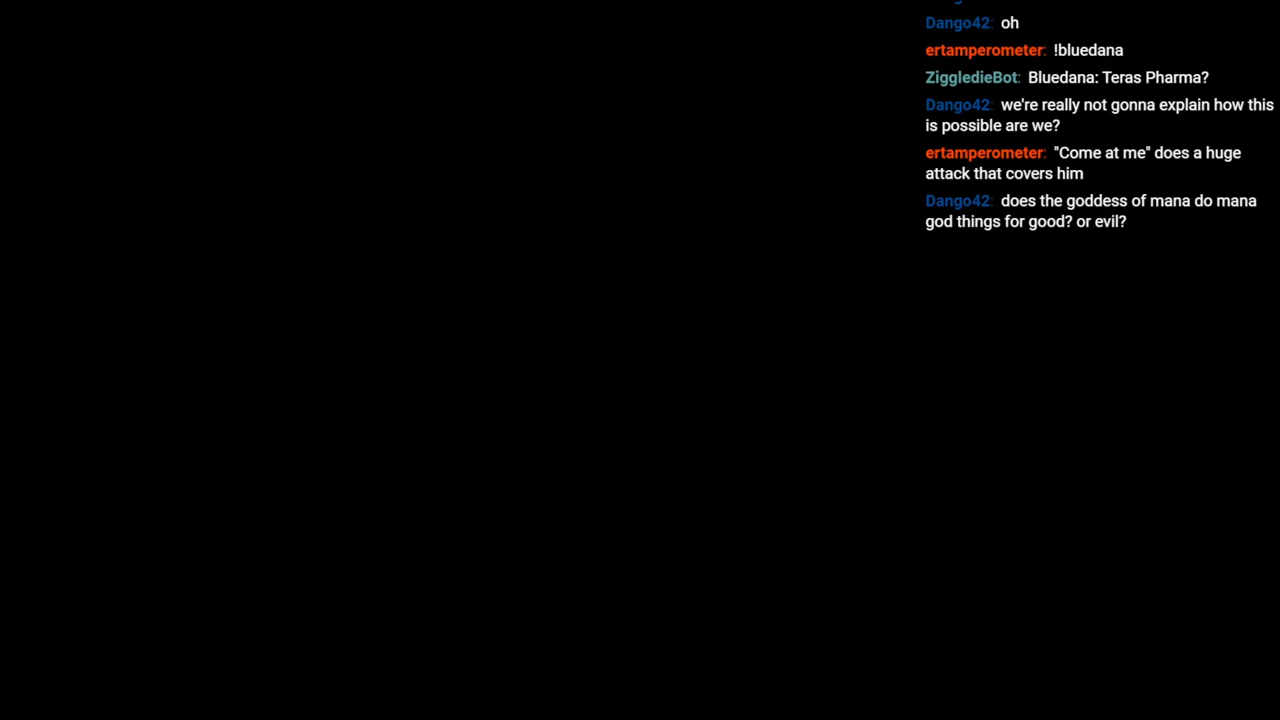 Dango42: oh
ertamperometer: !bluedana
ZiggledieBot: Bluedana: Teras Pharma?
Dango42: we're really not gonna explain how this
is possible are we?
ertamperometer: "Come at me" does a huge
attack that covers him
Dango42: does the goddess of mana do mana
god things for good? or evil?